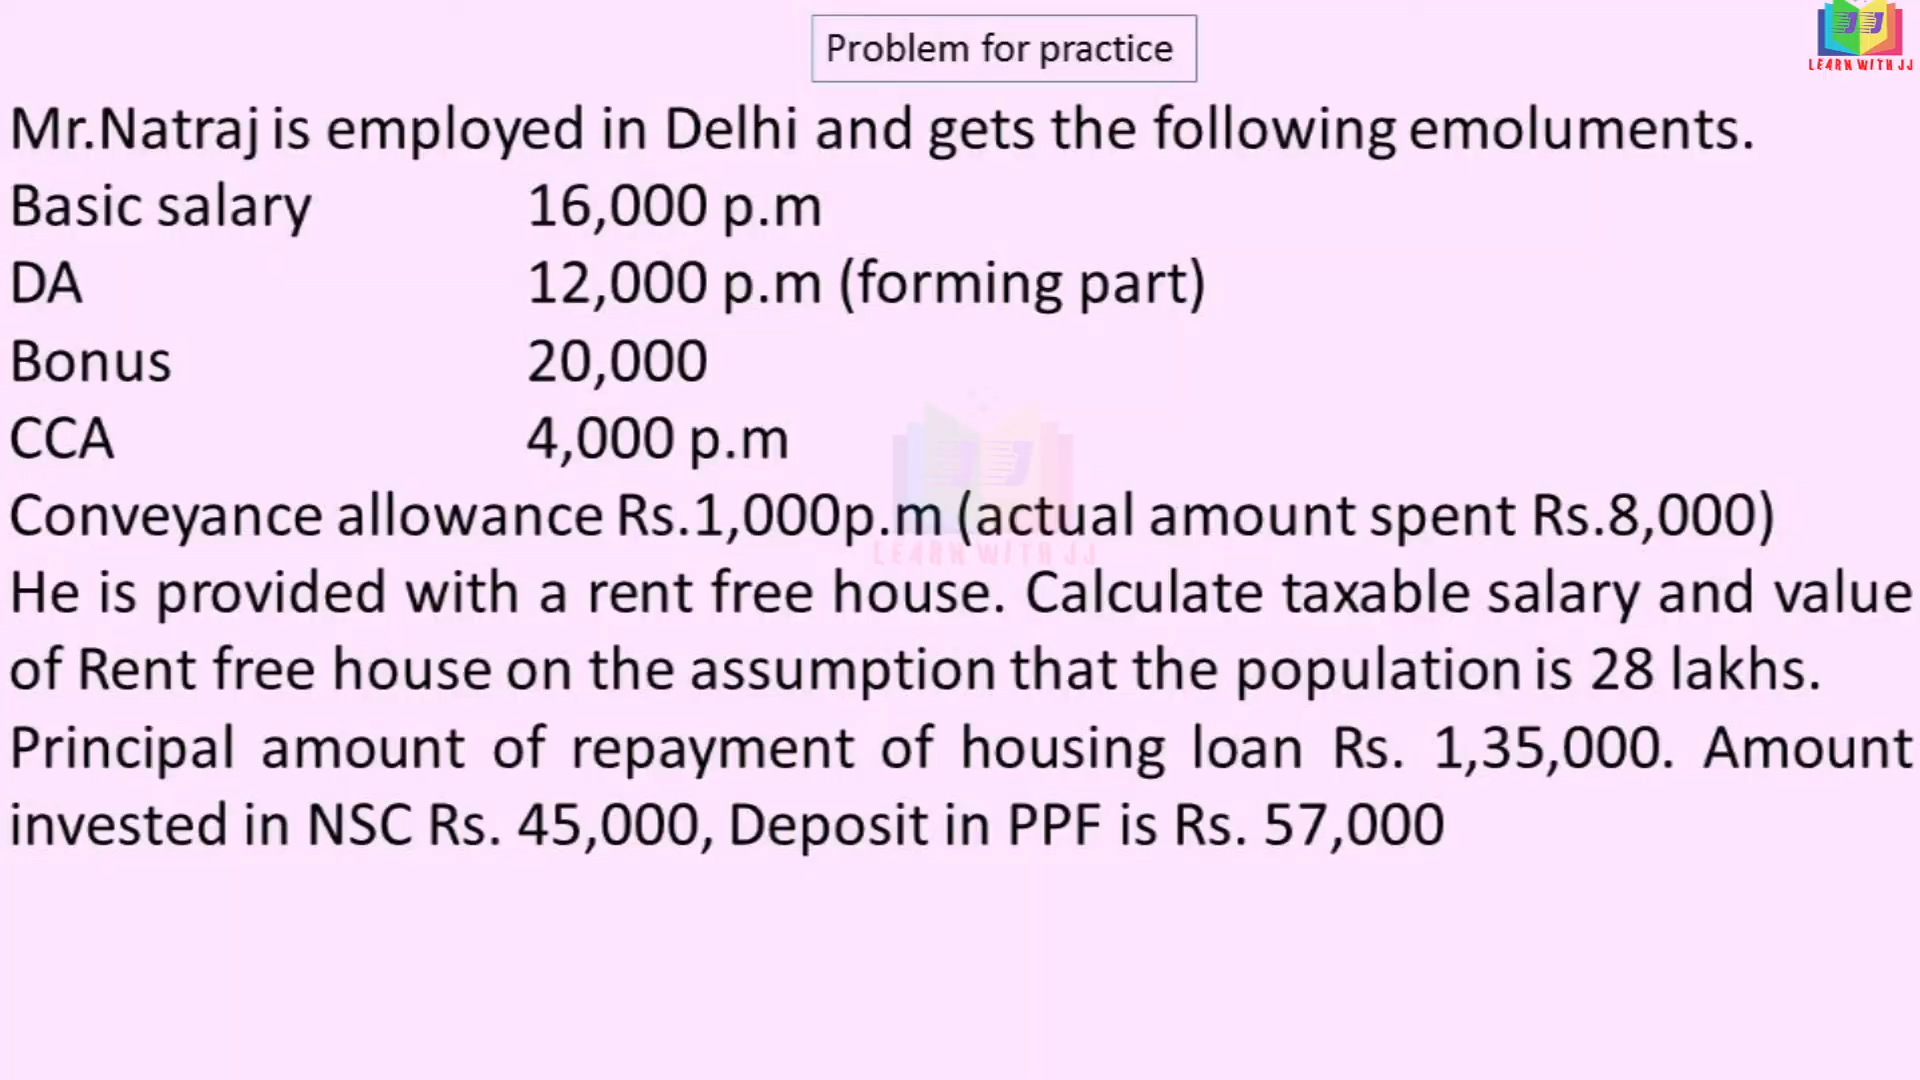 Problem for practice
LEARN WITH JJ
Mr.Natraj is employed in Delhi and gets the following emoluments.
Basic salary 16,000 p.m
DA 12,000 p.m (forming part)
Bonus 20,000
CCA 4,000 p.m
Conveyance allowance Rs.1,000p.m (actual amount spent Rs.8,000)
LEARN WITH JJ
He is provided with a rent free house. Calculate taxable salary and value
of Rent free house on the assumption that the population is 28 lakhs.
Principal amount of repayment of housing loan Rs. 1,35,000. Amount
invested in NSC Rs. 45,000, Deposit in PPF is Rs. 57,000